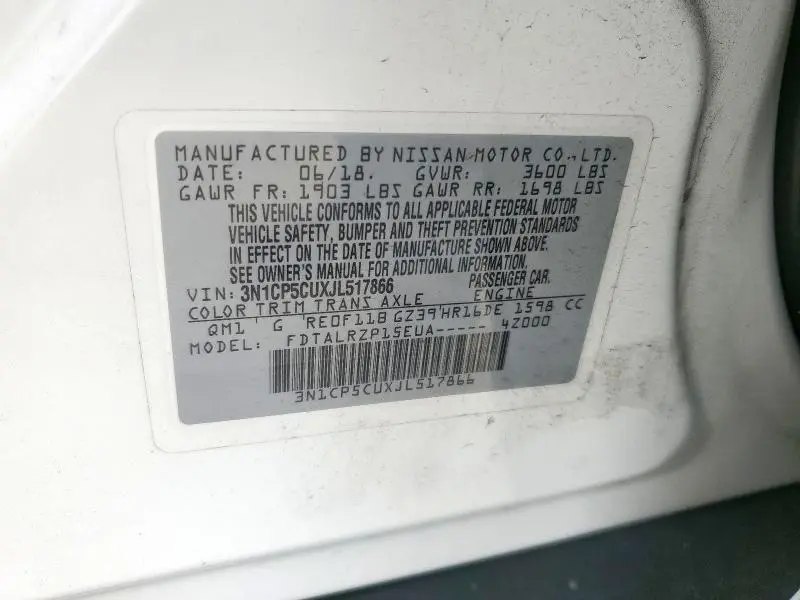 MANUFACTURED BY NISSAN MOTOR CO., LTD.
DATE: 06/18. GVWR: 3600 LBS
GAWR FR: 1903 LBS GAWR RR: 1698 LBS
THIS VEHICLE CONFORMS TO ALL APPLICABLE FEDERAL MOTOR
VEHICLE SAFETY, BUMPER AND THEFT PREVENTION STANDARDS
IN EFFECT ON THE DATE OF MANUFACTURE SHOWN ABOVE.
SEE OWNER'S MANUAL FOR ADDITIONAL INFORMATION.
VIN: 3N1CP5CUXJL517866 PASSENGER CAR.
COLOR TRIM TRANS AXLE ENGINE
QM1 G RE0F11B GZ39 HR16DE 1598 CC
MODEL: FDTALRZP15EUA----- 4Z000
3N1CP5CUXJL517866